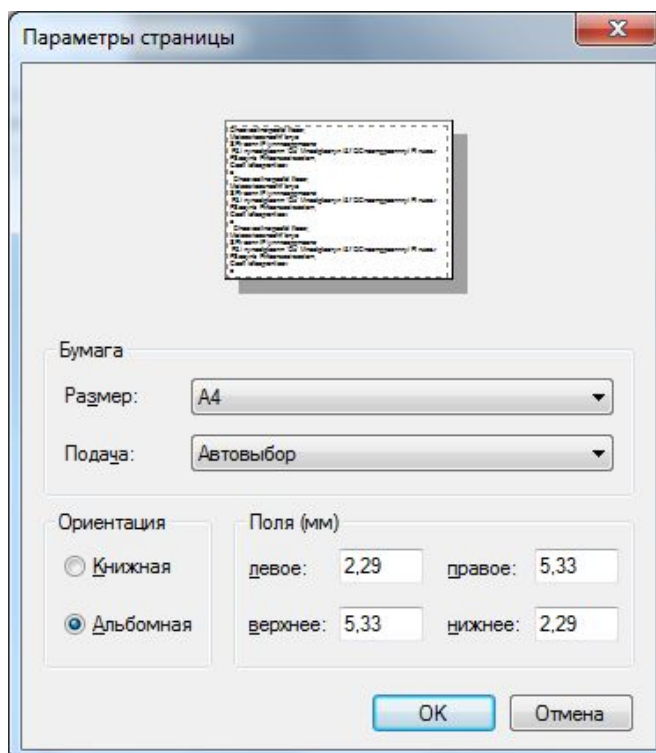 Параметры страницы
Бумага
Размер: A4
Подача: Автовыбор
Ориентация
Книжная
Альбомная
Поля (мм)
левое: 2,29 правое: 5,33
верхнее: 5,33 нижнее: 2,29
OK Отмена